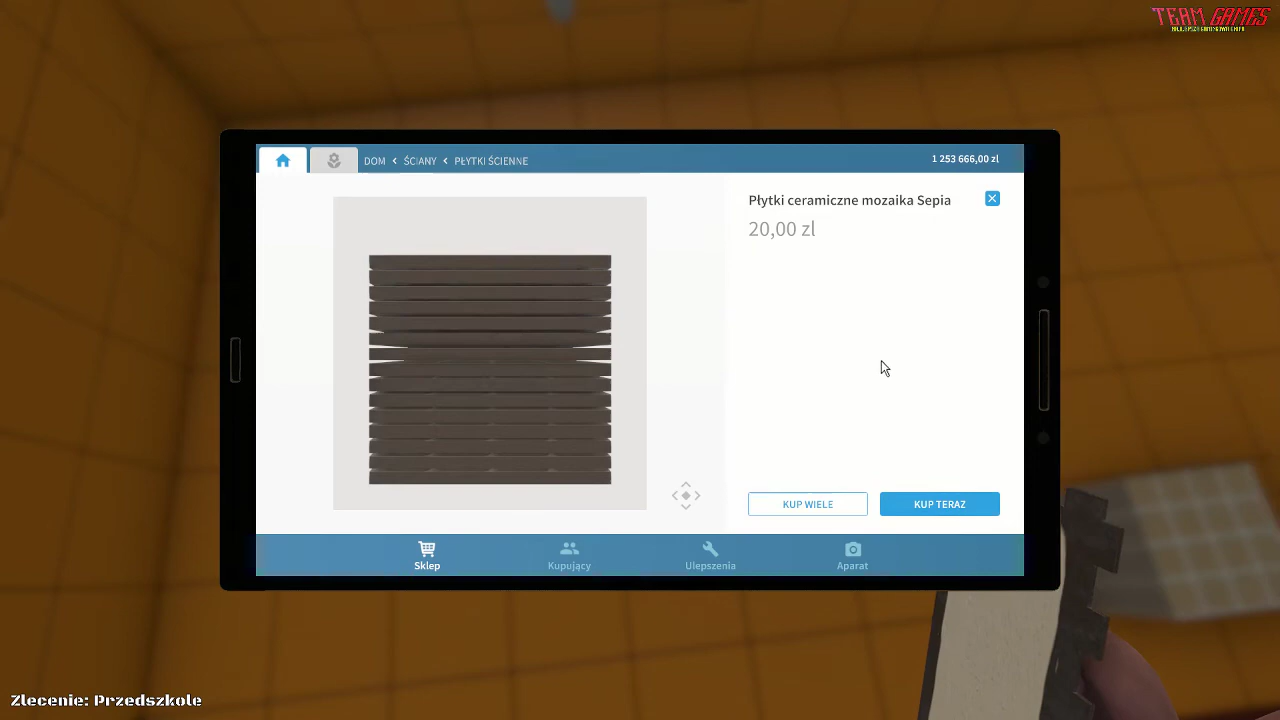 TEAM GAMES
DOM < ŚCIANY < PŁYTKI ŚCIENNE
1 253 666,00 zl
Płytki ceramiczne mozaika Sepia
20,00 zl
KUP WIELE
KUP TERAZ
Sklep
Kupujący
Ulepszenia
Aparat
Zlecenie: Przedszkole